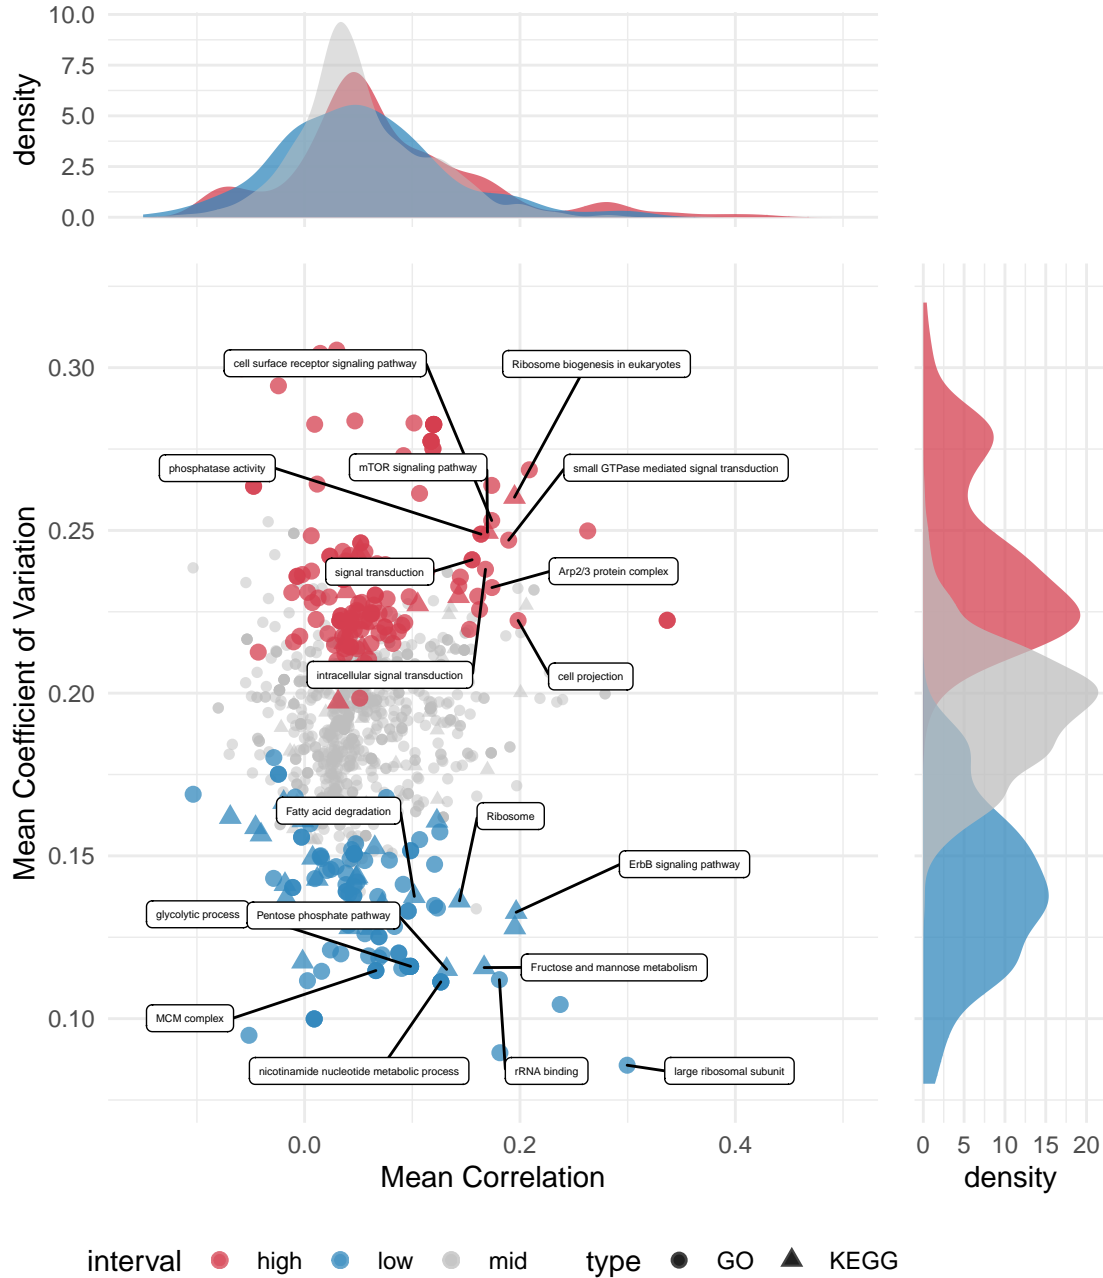 10.0
7.5
5.0
2.5
0.0
density
cell surface receptor signaling pathway
Ribosome biogenesis in eukaryotes
phosphatase activity
mTOR signaling pathway
small GTPase mediated signal transduction
signal transduction
Arp2/3 protein complex
intracellular signal transduction
cell projection
Fatty acid degradation
Ribosome
ErbB signaling pathway
glycolytic process
Pentose phosphate pathway
Fructose and mannose metabolism
MCM complex
nicotinamide nucleotide metabolic process
rRNA binding
large ribosomal subunit
0.30
0.25
0.20
0.15
0.10
Mean Coefficient of Variation
0.0 0.2 0.4
Mean Correlation
0 5 10 15 20
density
interval high low mid type GO KEGG